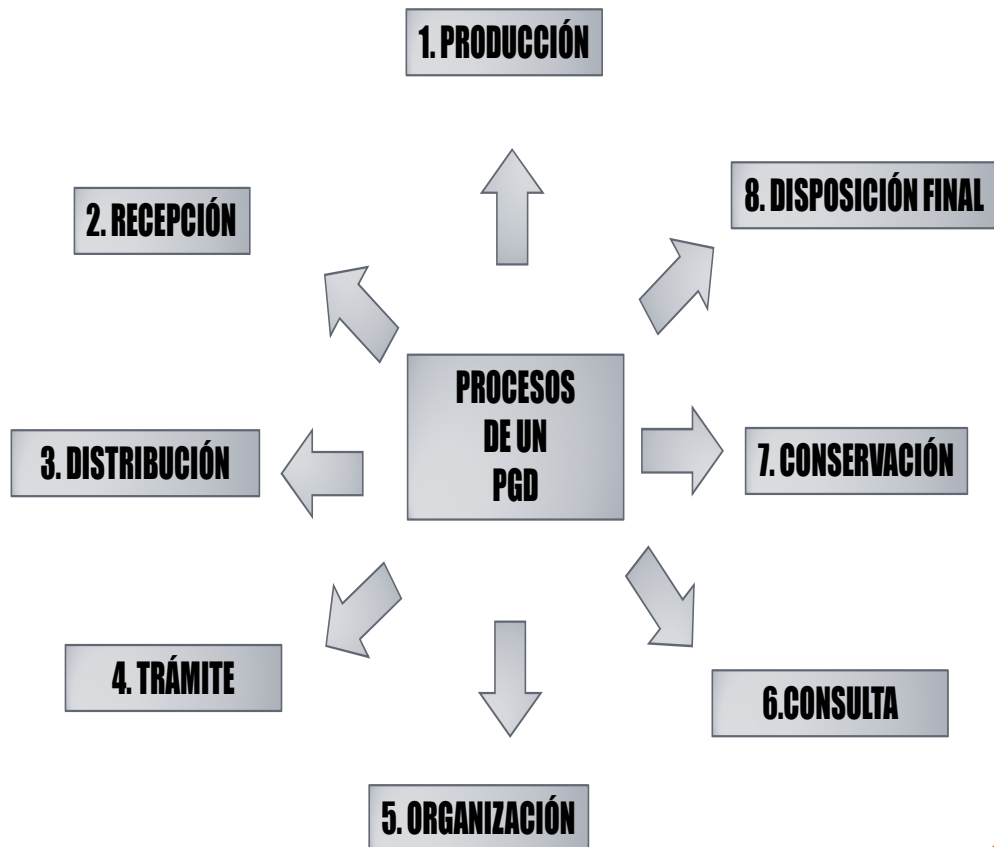 1. PRODUCCIÓN
2. RECEPCIÓN
8. DISPOSICIÓN FINAL
PROCESOS
DE UN
PGD
3. DISTRIBUCIÓN
7. CONSERVACIÓN
4. TRÁMITE
6.CONSULTA
5. ORGANIZACIÓN